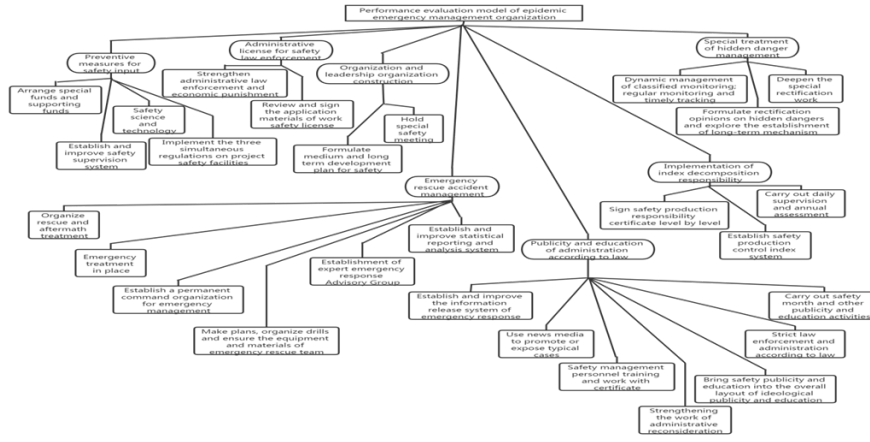 Performance evaluation model of epidemic
emergency management organization
Preventive
measures for
safety input
Administrative
license for safety
law enforcement
Organization and
leadership organization
construction
Special treatment
of hidden danger
management
Arrange special
funds and
supporting
funds
Safety
science and
technology
Establish and
improve safety
supervision
system
Implement the three
simultaneous
regulations on project
safety facilities
Strengthen
administrative law
enforcement and
economic punishment
Review and sign
the application
materials of work
safety license
Formulate
medium and long
term development
plan for safety
Hold
special
safety
meeting
Dynamic management
of classified monitoring;
regular monitoring and
timely tracking
Deepen the
special
rectification
work
Formulate rectification
opinions on hidden dangers
and explore the establishment
of long-term mechanism
Implementation of
index decomposition
responsibility
Sign safety production
responsibility
certificate level by level
Carry out daily
supervision
and annual
assessment
Establish safety
production
control index
system
Emergency
rescue accident
management
Organize
rescue and
aftermath
treatment
Emergency
treatment
in place
Establish a permanent
command organization
for emergency
management
Make plans, organize drills
and ensure the equipment
and materials of
emergency rescue team
Establishment of
expert emergency
response
Advisory Group
Establish and
improve statistical
reporting and
analysis system
Publicity and education
of administration
according to law
Establish and improve
the information
release system of
emergency response
Use news media
to promote or
expose typical
cases
Safety management
personnel training
and work with
certificate
Strengthening
the work of
administrative
reconsideration
Bring safety publicity and
education into the overall
layout of ideological
publicity and education
Strict law
enforcement and
administration
according to law
Carry out safety
month and other
publicity and
education activities